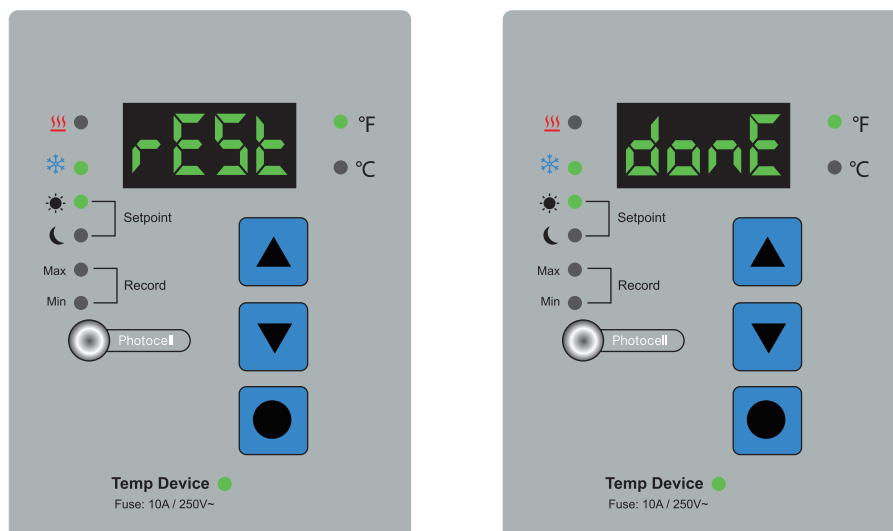 rESt
°F
°C
Setpoint
Max
Record
Min
Photocell
Temp Device
Fuse: 10A / 250V~
donE
°F
°C
Setpoint
Max
Record
Min
Photocell
Temp Device
Fuse: 10A / 250V~